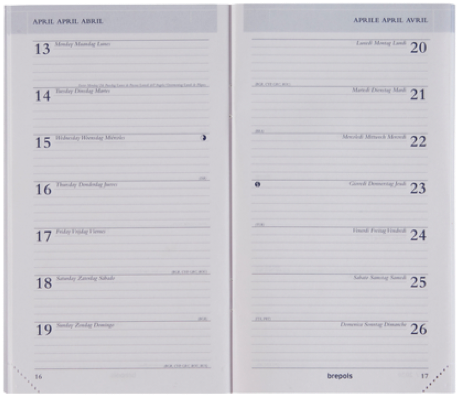 APRIL APRIL ABRIL
13 Monday Maandag Lunes
14 Tuesday Dinsdag Martes
15 Wednesday Woensdag Miércoles
16 Thursday Donderdag Jueves
17 Friday Vrijdag Viernes
18 Saturday Zaterdag Sábado
19 Sunday Zondag Domingo
16
APRILE APRIL AVRIL
Lunedì Montag Lundi 20
Martedì Dienstag Mardi 21
Mercoledì Mittwoch Mercredi 22
Giovedì Donnerstag Jeudi 23
Venerdì Freitag Vendredi 24
Sabato Samstag Samedi 25
Domenica Sonntag Dimanche 26
brepols 17